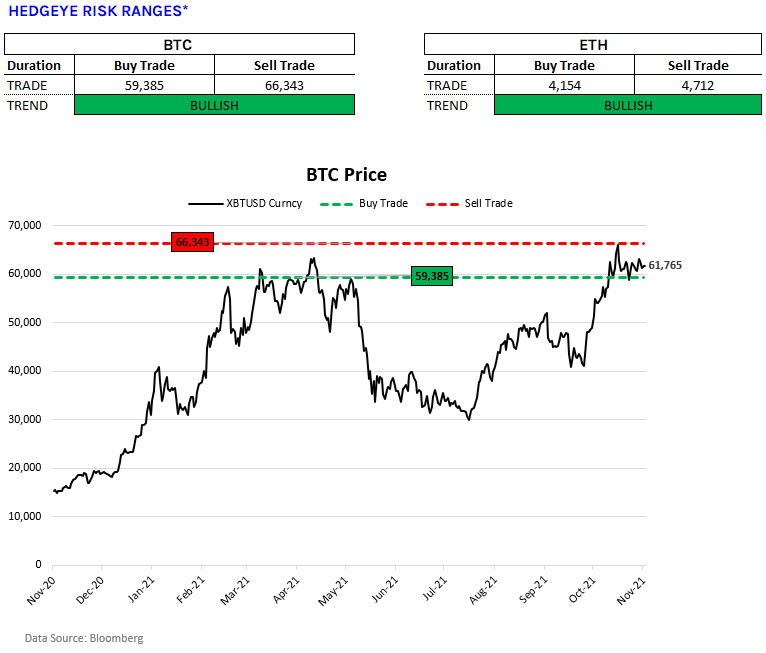 HEDGEYE RISK RANGES*
BTC
Duration Buy Trade Sell Trade
TRADE 59,385 66,343
TREND BULLISH
ETH
Duration Buy Trade Sell Trade
TRADE 4,154 4,712
TREND BULLISH
BTC Price
XBTUSD Curncy Buy Trade Sell Trade
70,000
60,000
50,000
40,000
30,000
20,000
10,000
0
66,343
59,385
61,765
Nov-20 Dec-20 Jan-21 Feb-21 Mar-21 Apr-21 May-21 Jun-21 Jul-21 Aug-21 Sep-21 Oct-21 Nov-21
Data Source: Bloomberg